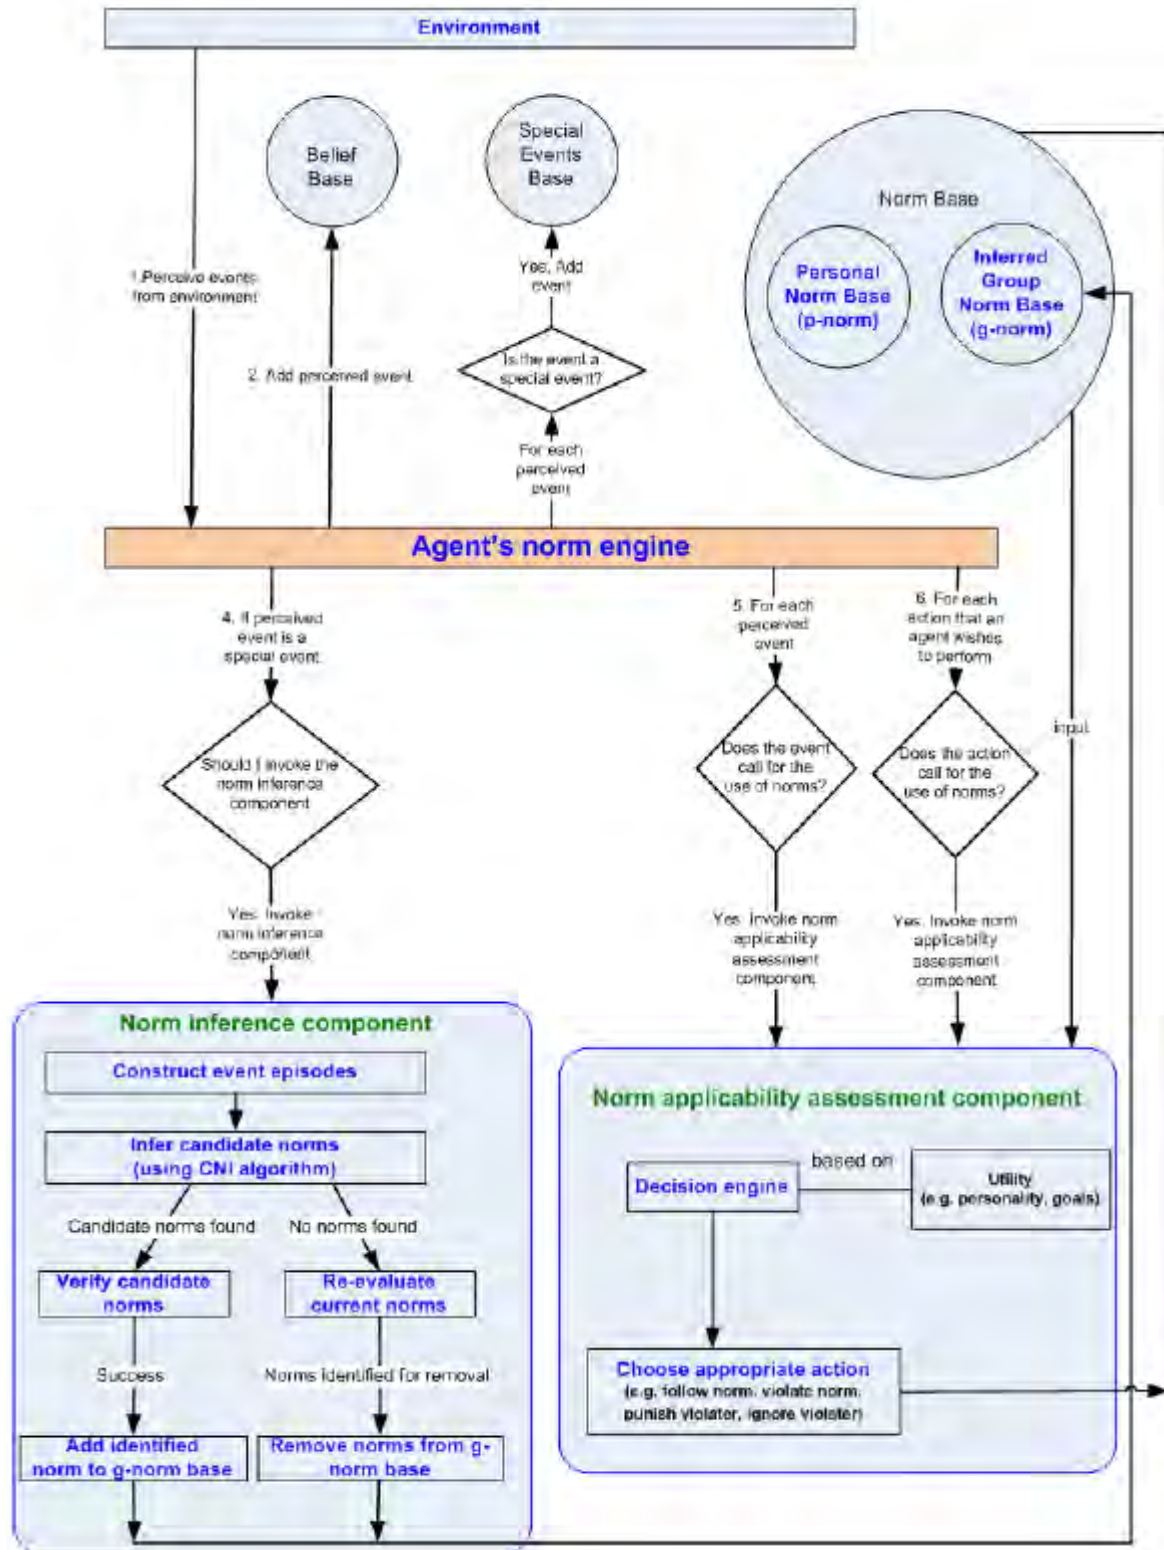 Environment
Belief
Base
Special
Events
Base
Norm Base
Personal
Norm Base
(p-norm)
Inferred
Group
Norm Base
(g-norm)
1.Perceive events
from environment
Yes, Add
event
2. Add perceived event
Is the event a
special event?
For each
perceived
event
Agent's norm engine
4. If perceived
event is a
special event
5. For each
perceived
event
6. For each
action that an
agent wishes
to perform
input
Should I invoke the
norm inference
component
Does the event
call for the
use of norms?
Does the action
call for the
use of norms?
Yes. Invoke
norm inference
component
Yes. Invoke norm
applicability
assessment
component
Yes. Invoke norm
applicability
assessment
component
Norm inference component
Construct event episodes
Infer candidate norms
(using CNI algorithm)
Candidate norms found
No norms found
Verify candidate
norms
Re-evaluate
current norms
Success
Norms identified for removal
Add identified
norm to g-norm base
Remove norms from g-
norm base
Norm applicability assessment component
Decision engine
based on
Utility
(e.g. personality, goals)
Choose appropriate action
(e.g. follow norm, violate norm,
punish violater, ignore violater)